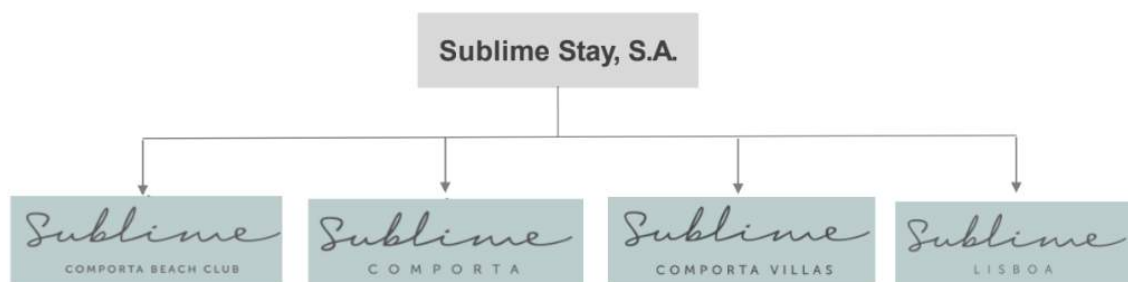 Sublime Stay, S.A.
Sublime
COMPORTA BEACH CLUB
Sublime
COMPORTA
Sublime
COMPORTA VILLAS
Sublime
LISBOA